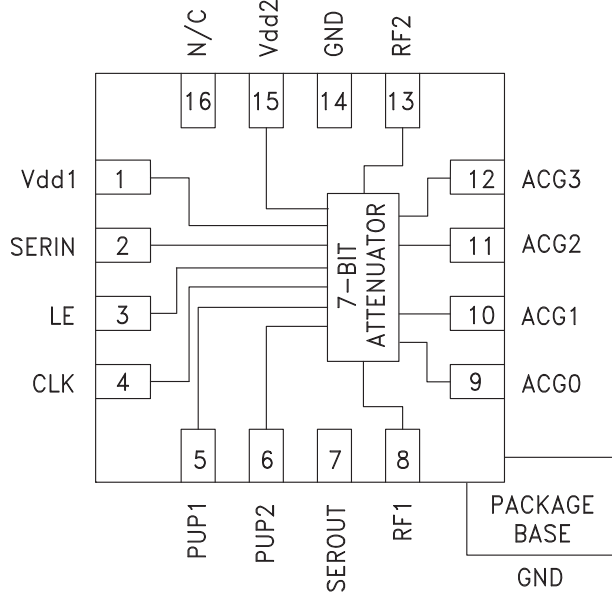 N/C
Vdd2
GND
RF2
16
15
14
13
Vdd1
1
12
ACG3
SERIN
2
11
ACG2
7-BIT
ATTENUATOR
LE
3
10
ACG1
CLK
4
9
ACG0
5
6
7
8
PUP1
PUP2
SEROUT
RF1
PACKAGE
BASE
GND